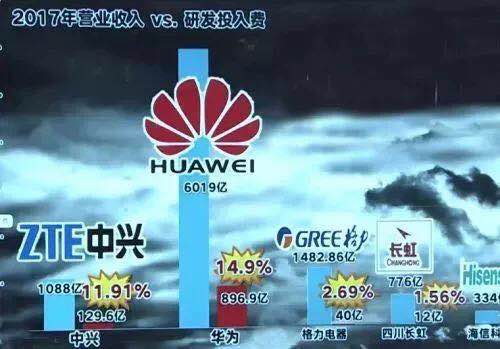 2017年营业收入 vs. 研发投入费
HUAWEI
6019亿
ZTE中兴
GREE格力
1482.86亿
长虹
CHANGHONG
776亿
Hisens
1088亿
11.91%
129.6亿
14.9%
896.9亿
2.69%
40亿
1.56%
12亿
334
中兴
华为
格力电器
四川长虹
海信科